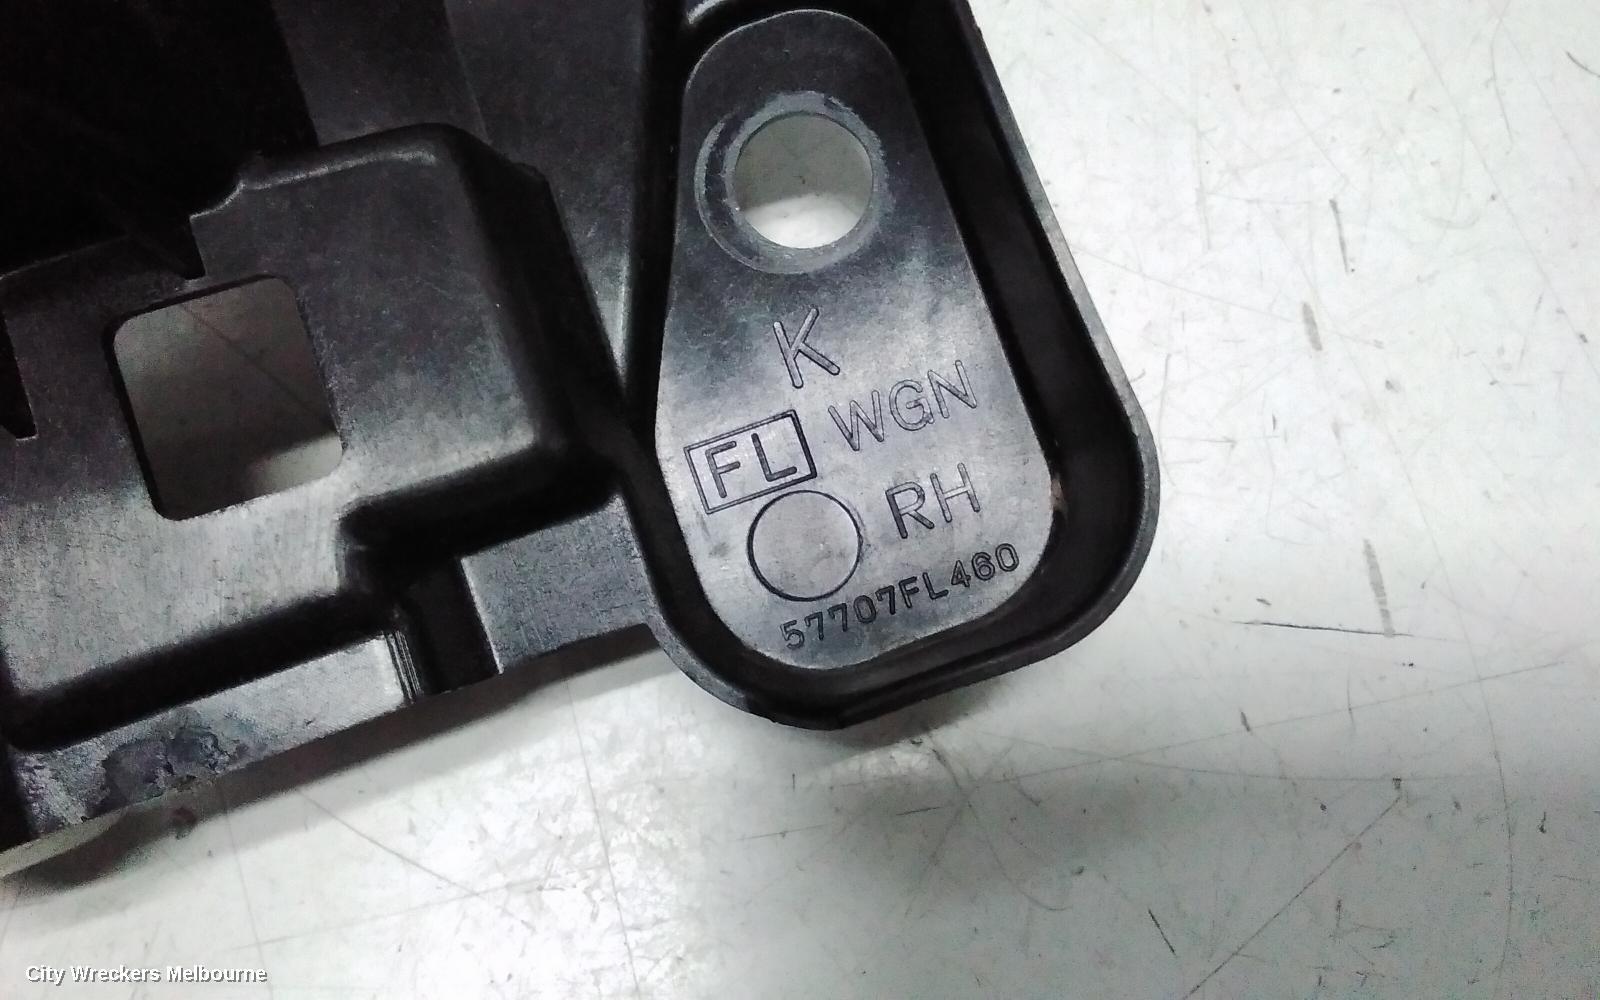 K
WGN
FL
RH
57707FL460
City Wreckers Melbourne